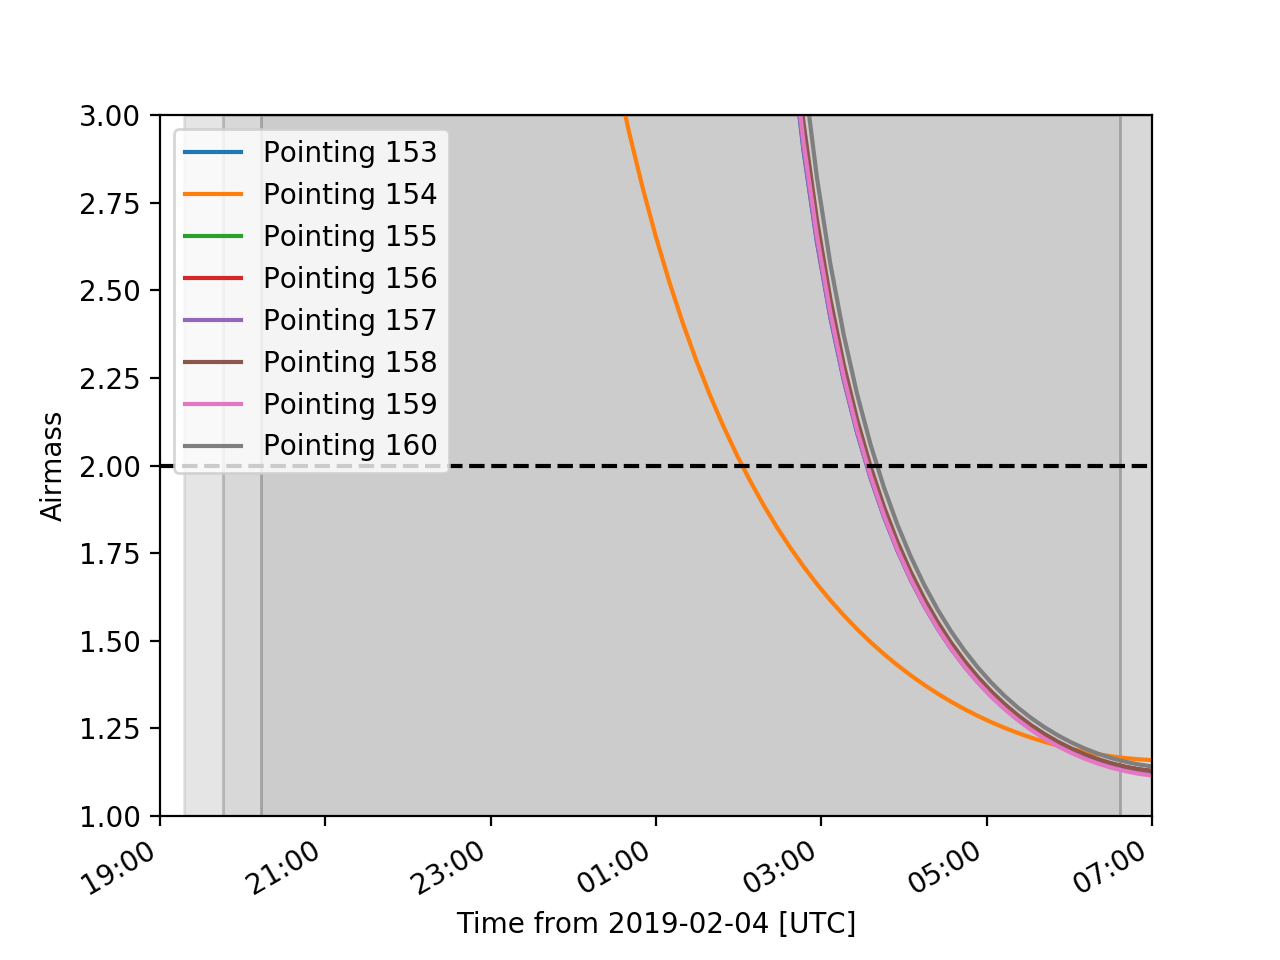 3.00
2.75
2.50
2.25
2.00
1.75
1.50
1.25
1.00
Airmass
Pointing 153
Pointing 154
Pointing 155
Pointing 156
Pointing 157
Pointing 158
Pointing 159
Pointing 160
19:00
21:00
23:00
01:00
03:00
05:00
07:00
Time from 2019-02-04 [UTC]